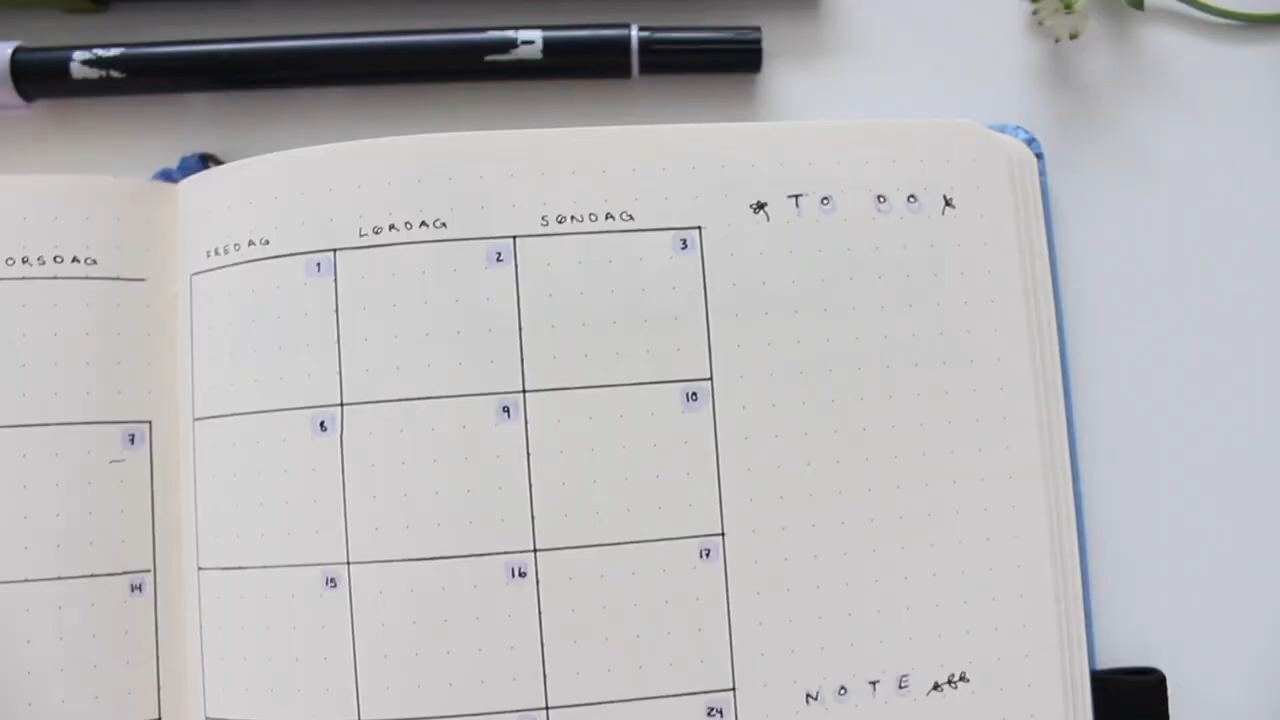 TO DO
ORSDAG FREDAG LØRDAG SØNDAG
1 2 3
7 8 9 10
14 15 16 17
24
NOTE